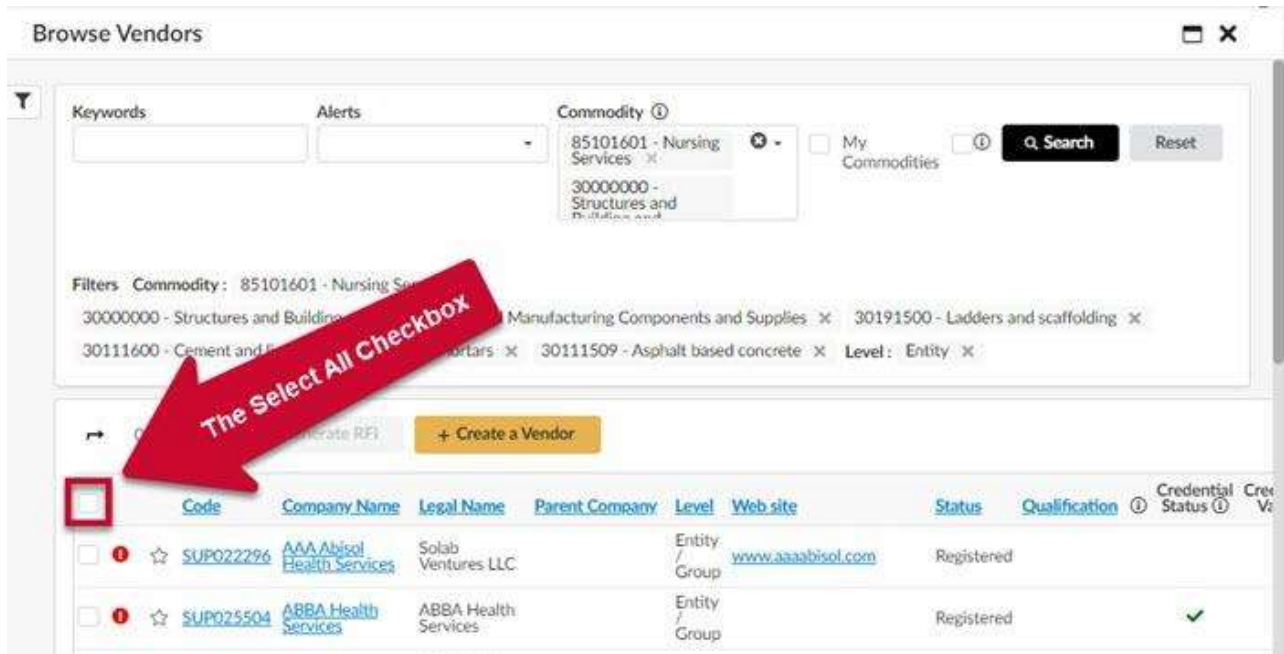 Browse Vendors
Keywords
Alerts
Commodity
85101601 - Nursing
Services
30000000 -
Structures and
Building and
My
Commodities
Search
Reset
Filters Commodity : 85101601 - Nursing
30000000 - Structures and Building
Manufacturing Components and Supplies
30191500 - Ladders and scaffolding
30111600 - Cement and
30111509 - Asphalt based concrete
Level : Entity
The Select All Checkbox
RFI
+ Create a Vendor
Code Company Name Legal Name Parent Company Level Web site Status Qualification Credential Status
SUP022296 AAA Abisol Health Services Solab Ventures LLC Entity / Group www.aaaabisol.com Registered
SUP025504 ABBA Health Services ABBA Health Services Entity / Group Registered